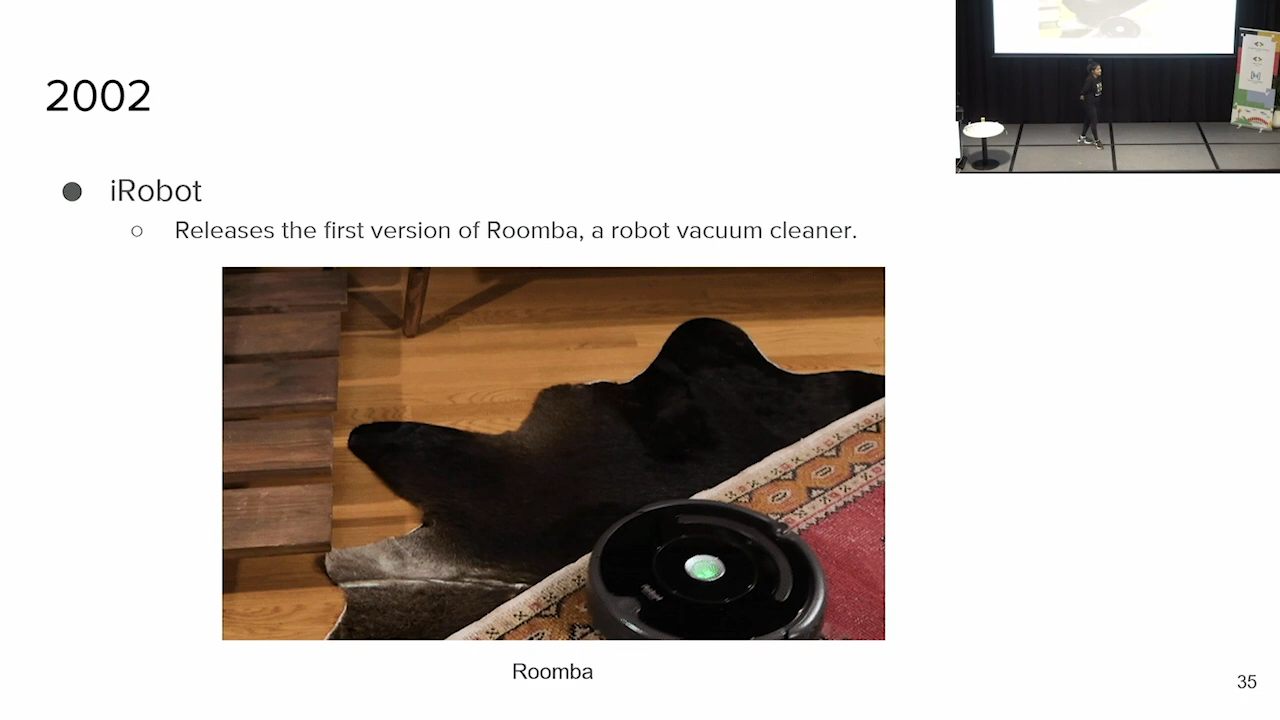 2002
● iRobot
○ Releases the first version of Roomba, a robot vacuum cleaner.
Roomba
35